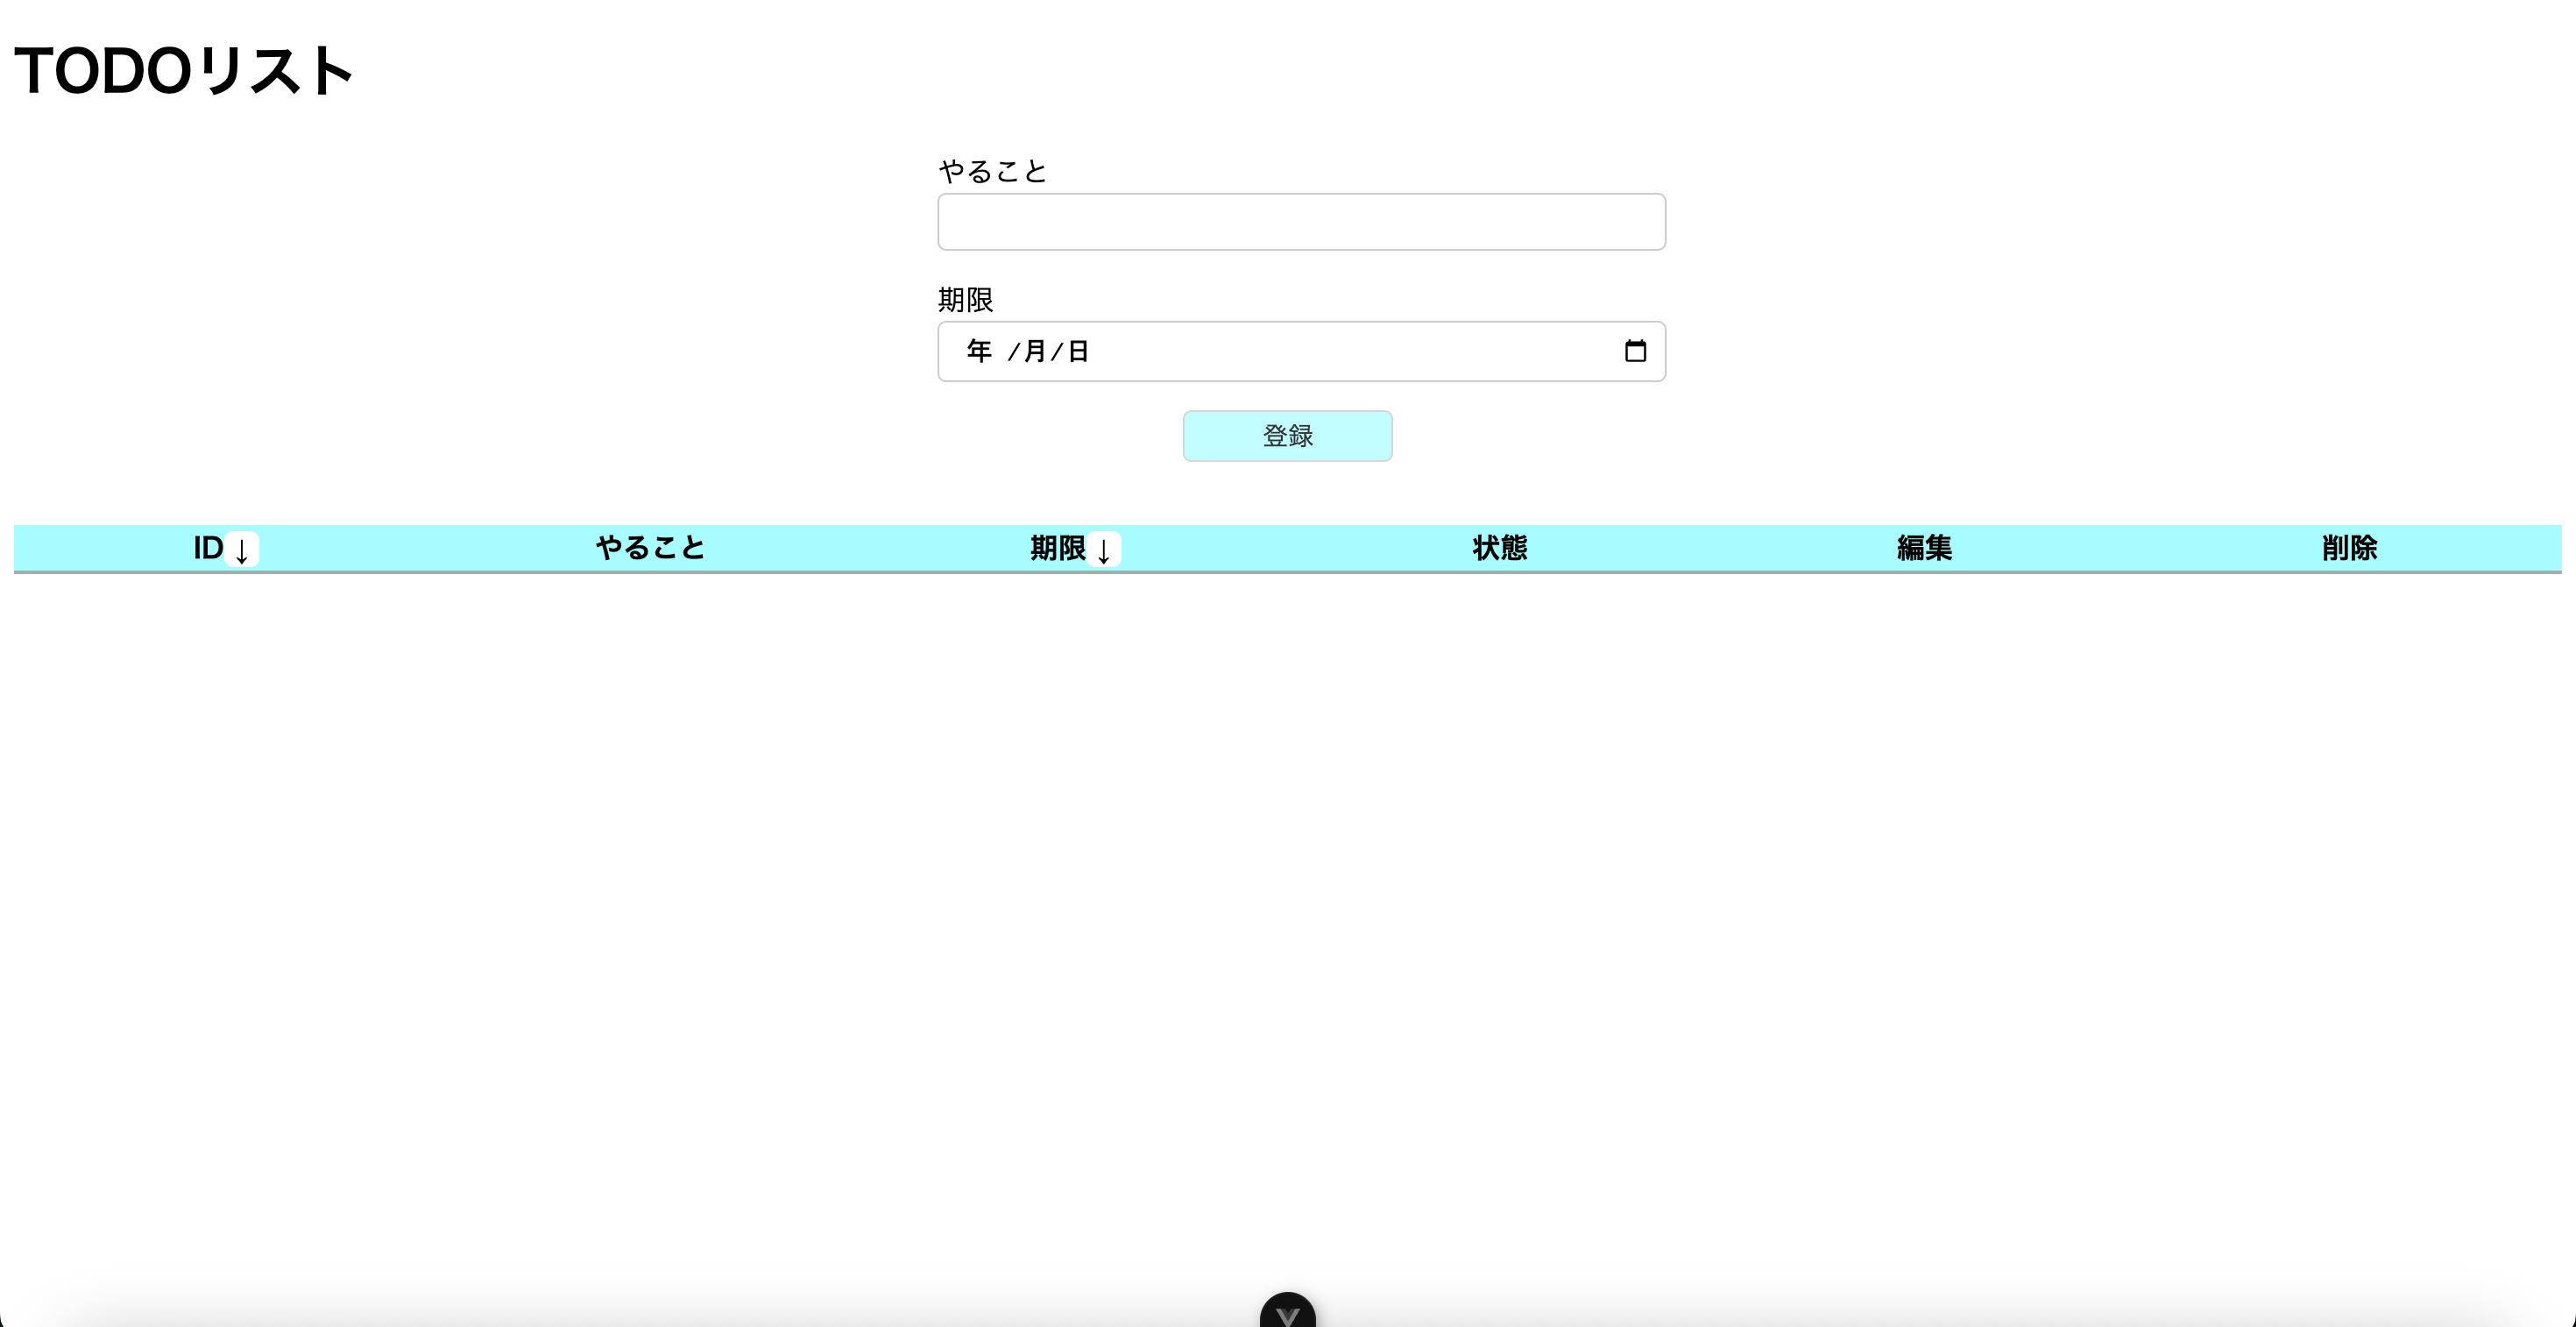 TODOリスト
やること
期限
年 /月/日
登録
ID↓ やること 期限↓ 状態 編集 削除